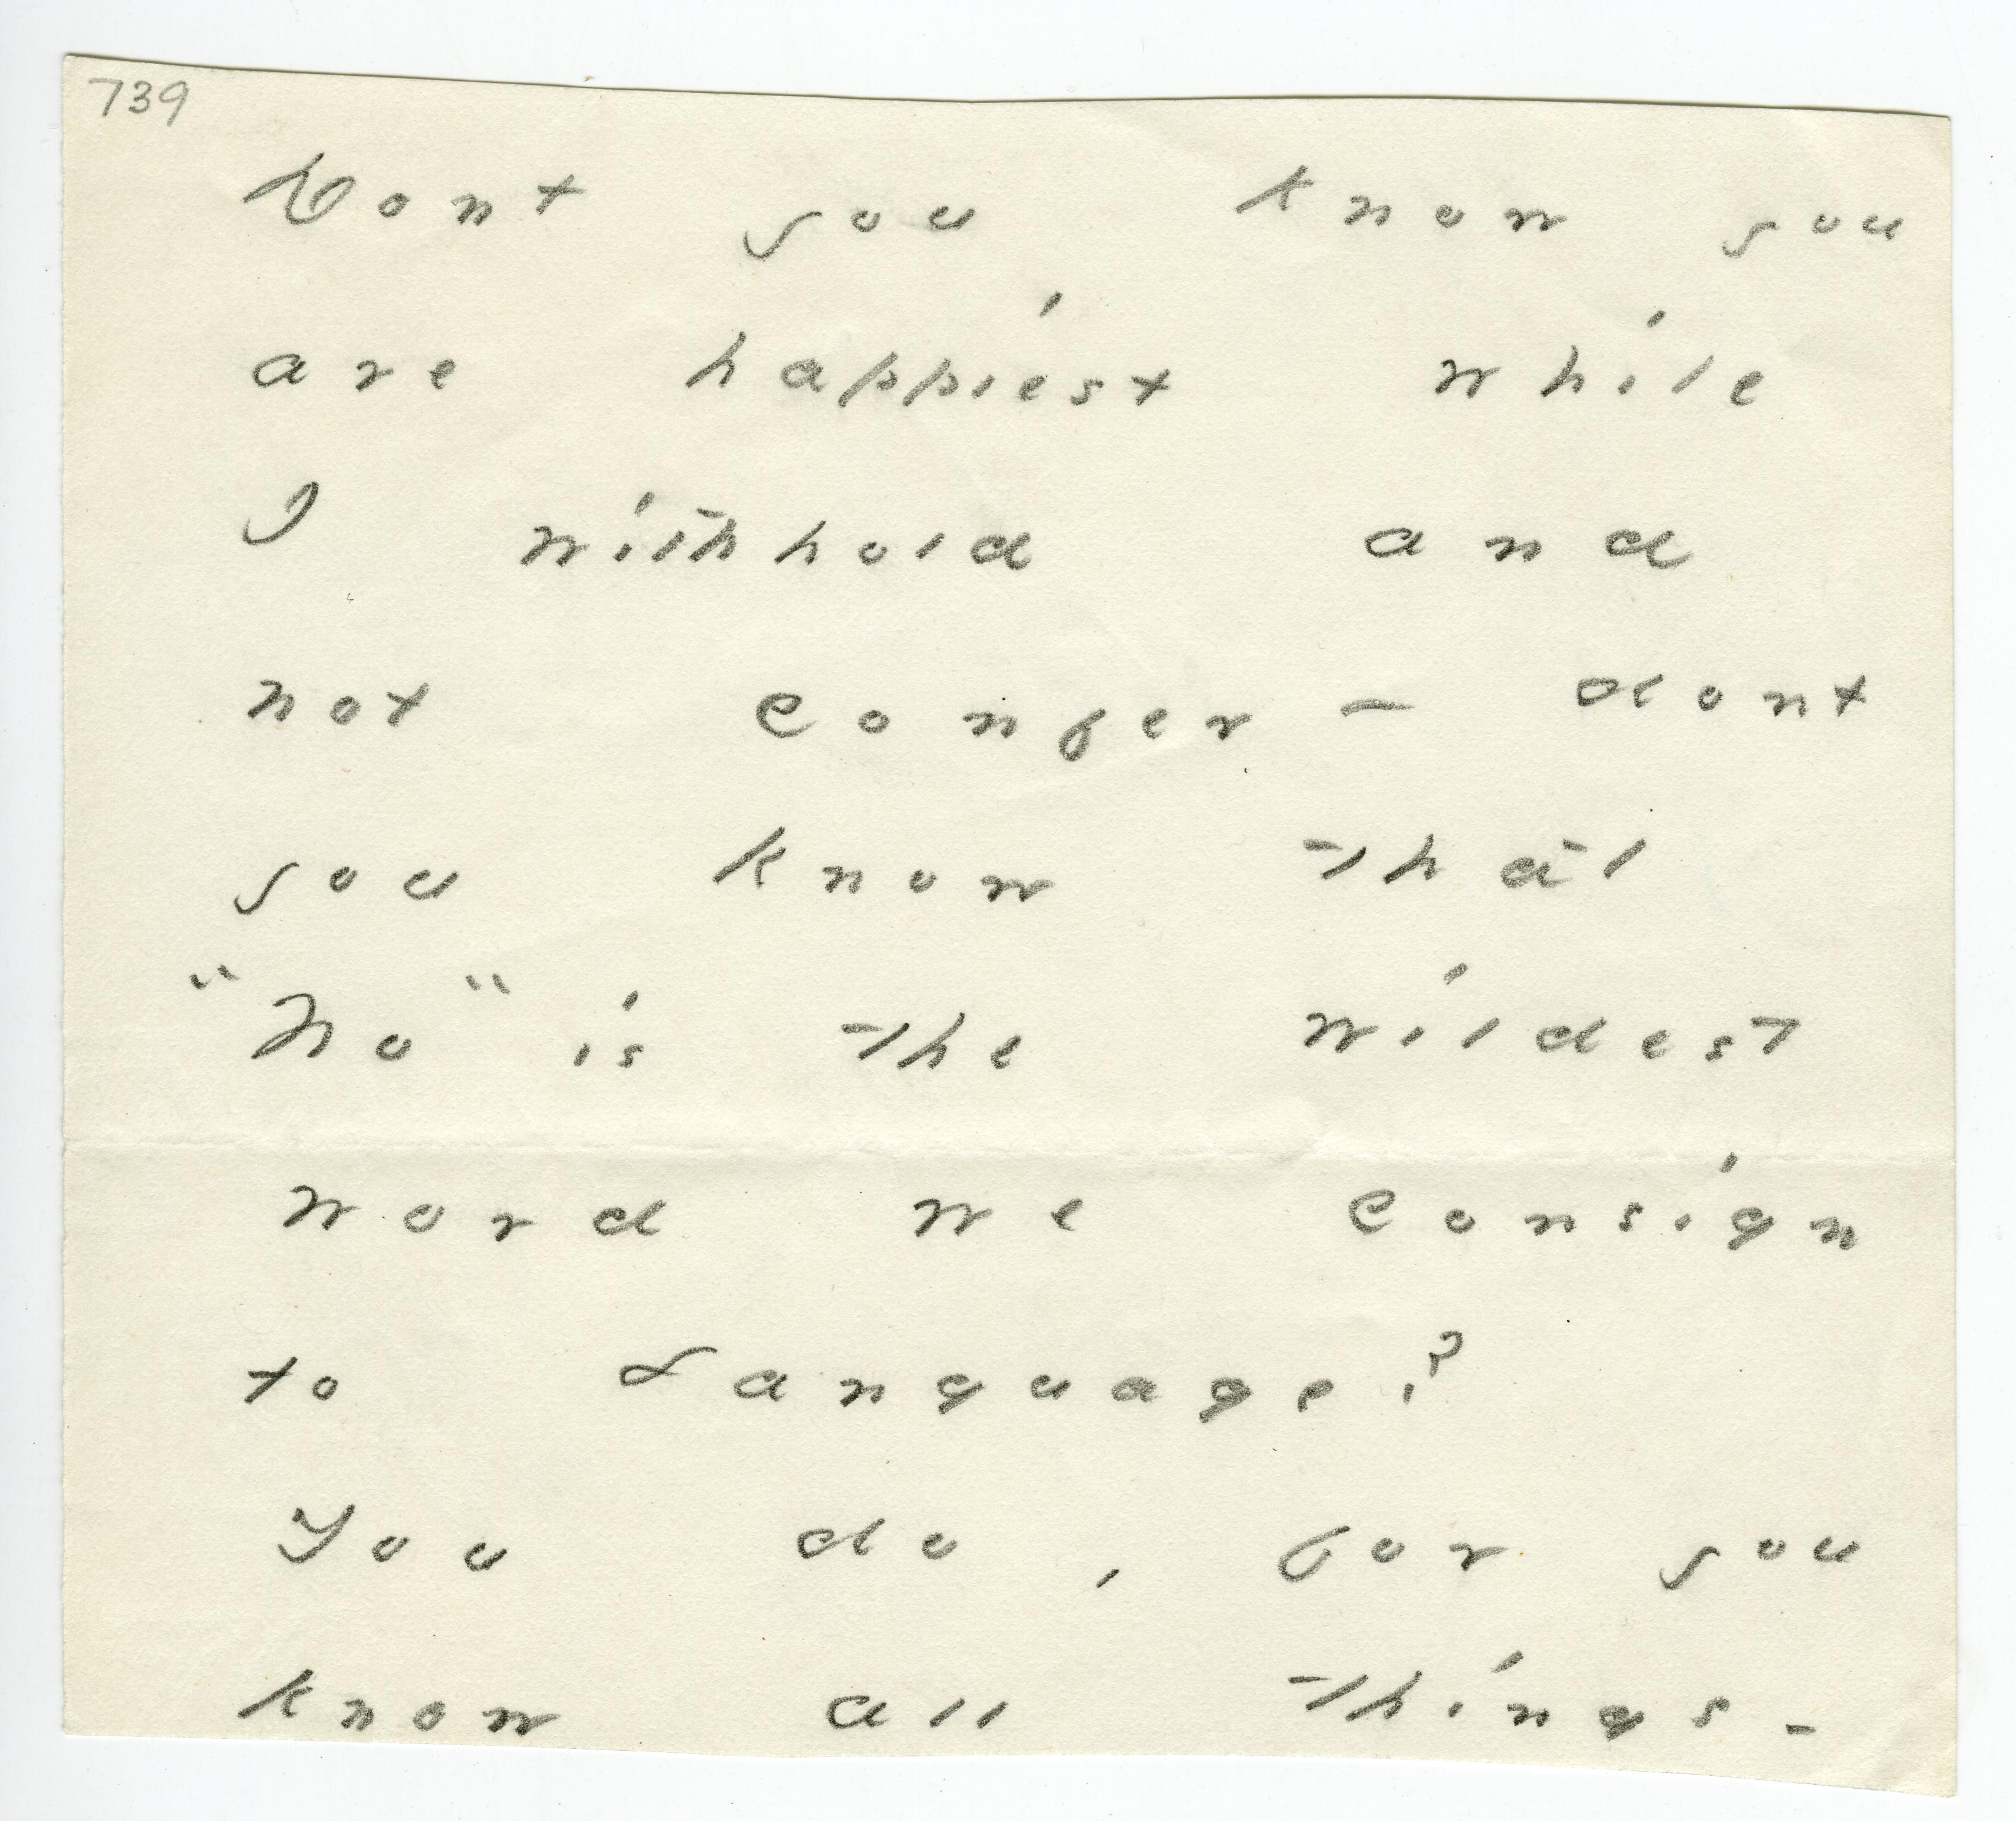 739
Dont you know you
are happiest while
I withhold and
not confer – dont
you know that
"No" is the wildest
word we consign
to Language?
You do, for you
know all things –